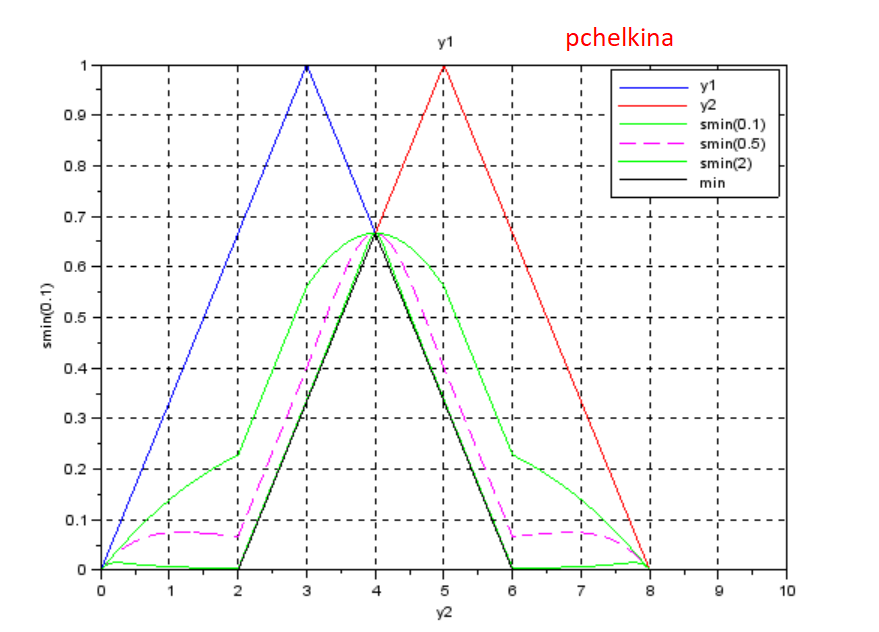 y1
pchelkina
y1
y2
smin(0.1)
smin(0.5)
smin(2)
min
1
0.9
0.8
0.7
0.6
0.5
0.4
0.3
0.2
0.1
0
smin(0.1)
0 1 2 3 4 5 6 7 8 9 10
y2